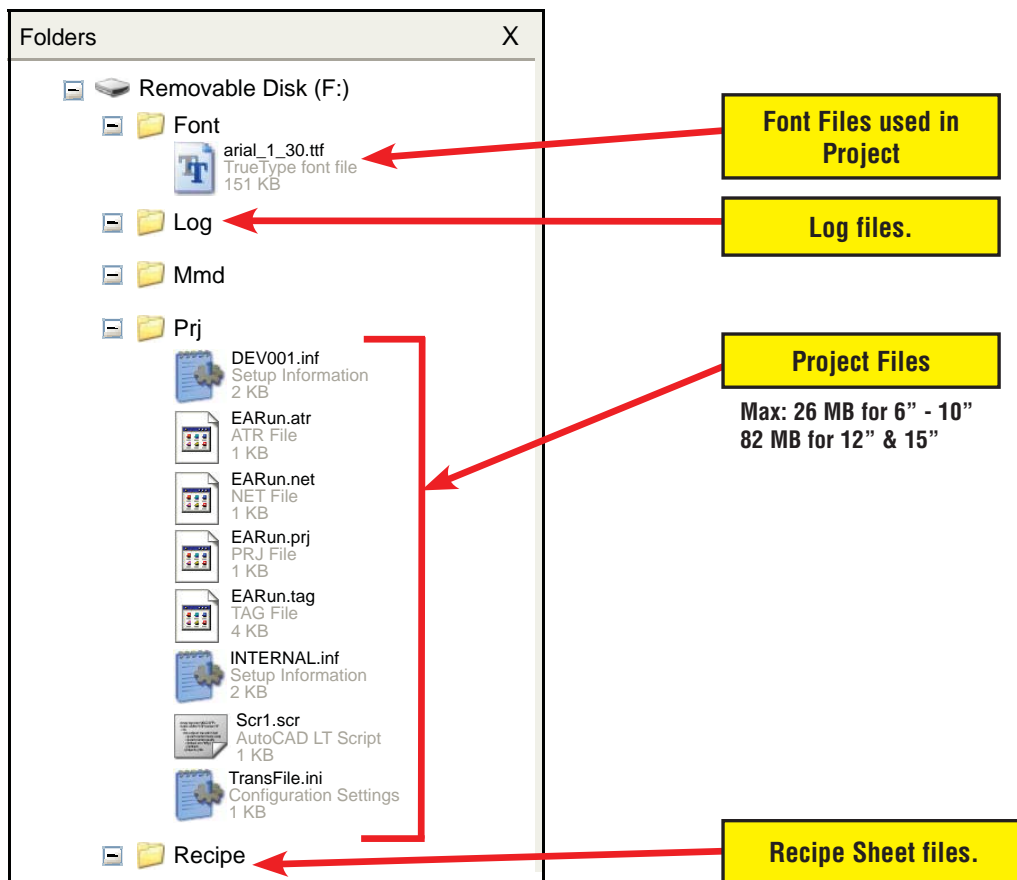 Folders X
Removable Disk (F:)
Font
arial_1_30.ttf
TrueType font file
151 KB
Log
Mmd
Prj
DEV001.inf
Setup Information
2 KB
EARun.atr
ATR File
1 KB
EARun.net
NET File
1 KB
EARun.prj
PRJ File
1 KB
EARun.tag
TAG File
4 KB
INTERNAL.inf
Setup Information
2 KB
Scr1.scr
AutoCAD LT Script
1 KB
TransFile.ini
Configuration Settings
1 KB
Recipe
Font Files used in
Project
Log files.
Project Files
Max: 26 MB for 6” - 10”
82 MB for 12” & 15”
Recipe Sheet files.